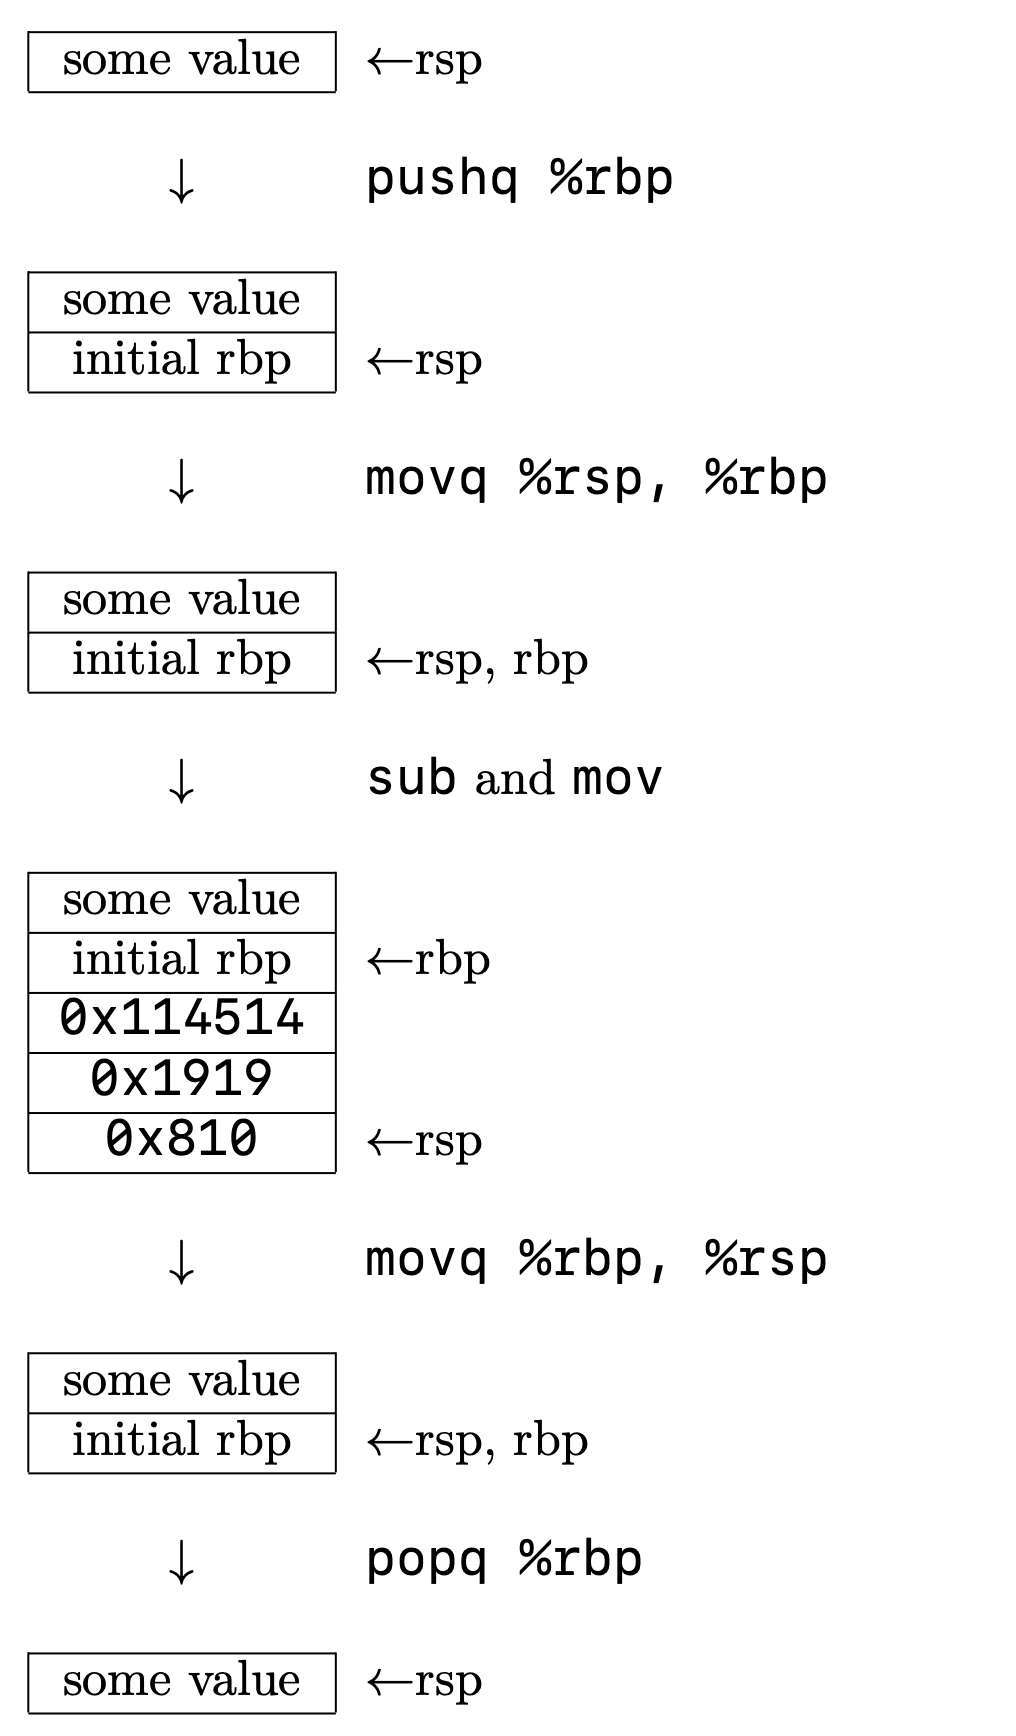 some value ←rsp
↓ pushq %rbp
some value
initial rbp ←rsp
↓ movq %rsp, %rbp
some value
initial rbp ←rsp, rbp
↓ sub and mov
some value
initial rbp ←rbp
0x114514
0x1919
0x810 ←rsp
↓ movq %rbp, %rsp
some value
initial rbp ←rsp, rbp
↓ popq %rbp
some value ←rsp